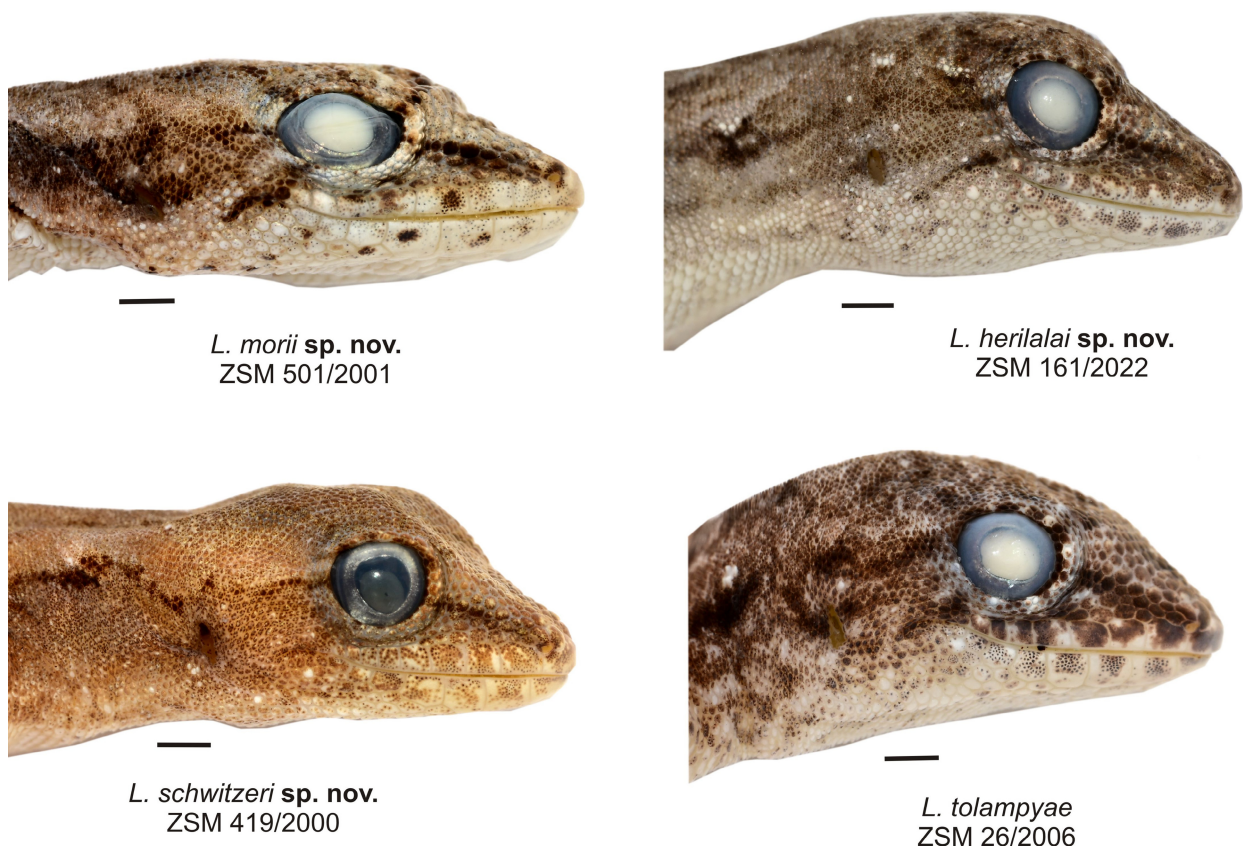 L. morii sp. nov.
ZSM 501/2001
L. herilalai sp. nov.
ZSM 161/2022
L. schwitzeri sp. nov.
ZSM 419/2000
L. tolampyae
ZSM 26/2006